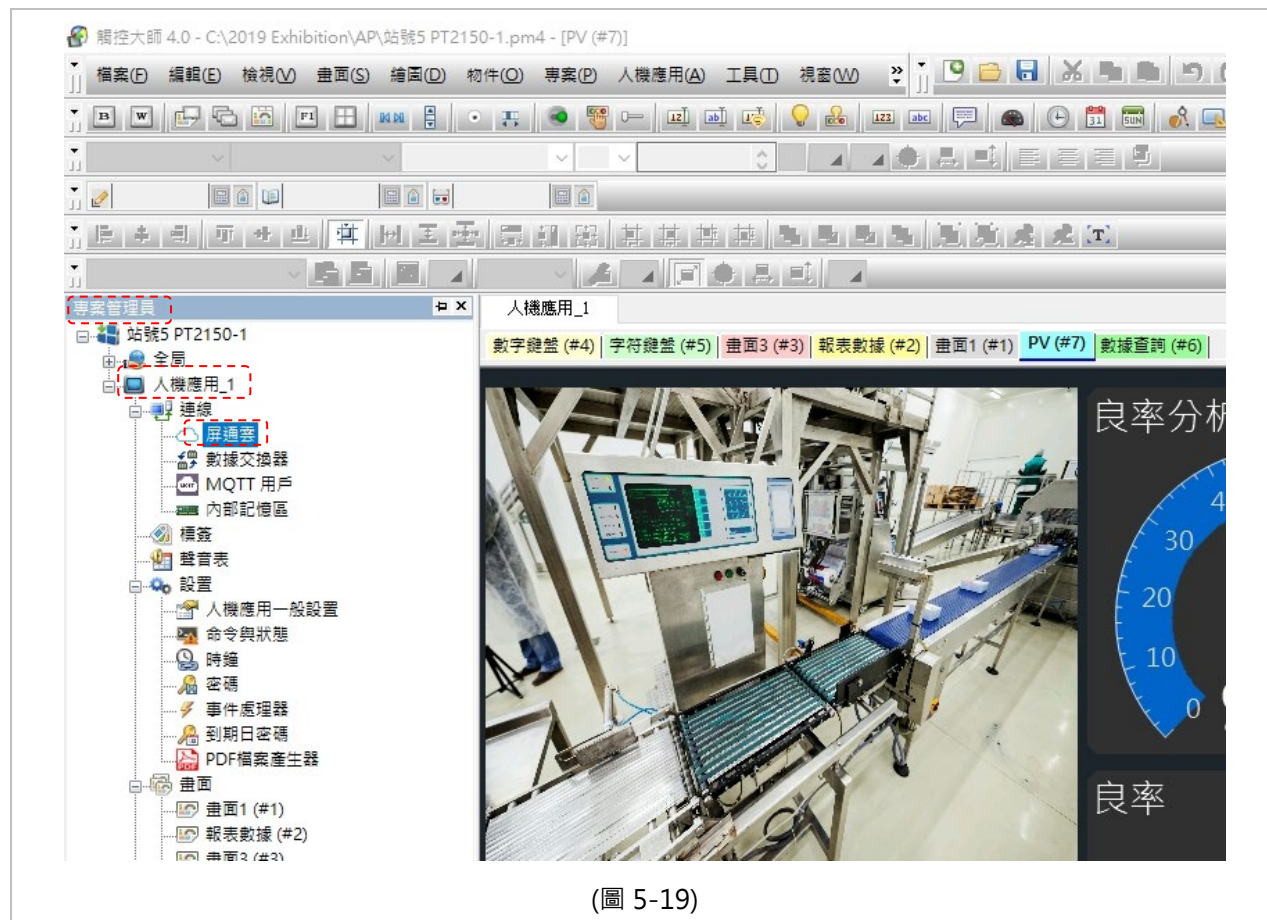 觸控大師 4.0 - C:\2019 Exhibition\AP\站號5 PT2150-1.pm4 - [PV (#7)]
檔案(F) 編輯(E) 檢視(V) 畫面(S) 繪圖(D) 物件(O) 專案(P) 人機應用(A) 工具(T) 視窗(W)
專案管理員
人機應用_1
站號5 PT2150-1
數字鍵盤 (#4) 字符鍵盤 (#5) 畫面3 (#3) 報表數據 (#2) 畫面1 (#1) PV (#7) 數據查詢 (#6)
全局
人機應用_1
連線
屏通雲
數據交換器
MQTT 用戶
內部記憶區
標簽
聲音表
設置
人機應用一般設置
命令與狀態
時鐘
密碼
事件處理器
到期日密碼
PDF檔案產生器
畫面
畫面1 (#1)
報表數據 (#2)
畫面3 (#3)
良率分析
4
30
20
10
0
良率
(圖 5-19)